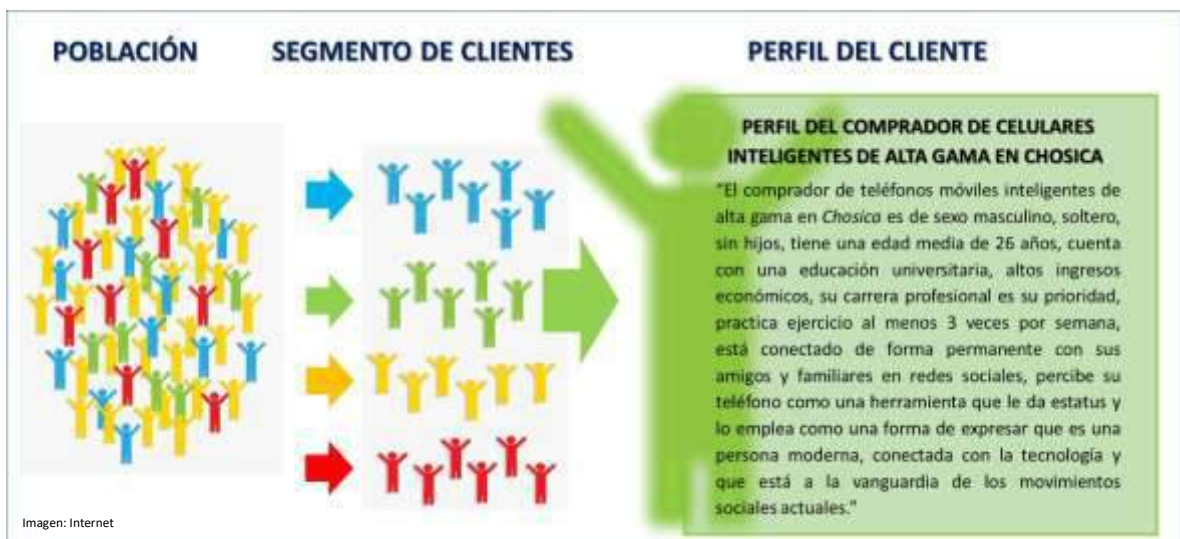 POBLACIÓN
SEGMENTO DE CLIENTES
PERFIL DEL CLIENTE
PERFIL DEL COMPRADOR DE CELULARES
INTELIGENTES DE ALTA GAMA EN CHOSICA
"El comprador de teléfonos móviles inteligentes de
alta gama en Chosica es de sexo masculino, soltero,
sin hijos, tiene una edad media de 26 años, cuenta
con una educación universitaria, altos ingresos
económicos, su carrera profesional es su prioridad,
practica ejercicio al menos 3 veces por semana,
está conectado de forma permanente con sus
amigos y familiares en redes sociales, percibe su
teléfono como una herramienta que le da estatus y
lo emplea como una forma de expresar que es una
persona moderna, conectada con la tecnología y
que está a la vanguardia de los movimientos
sociales actuales."
Imagen: Internet